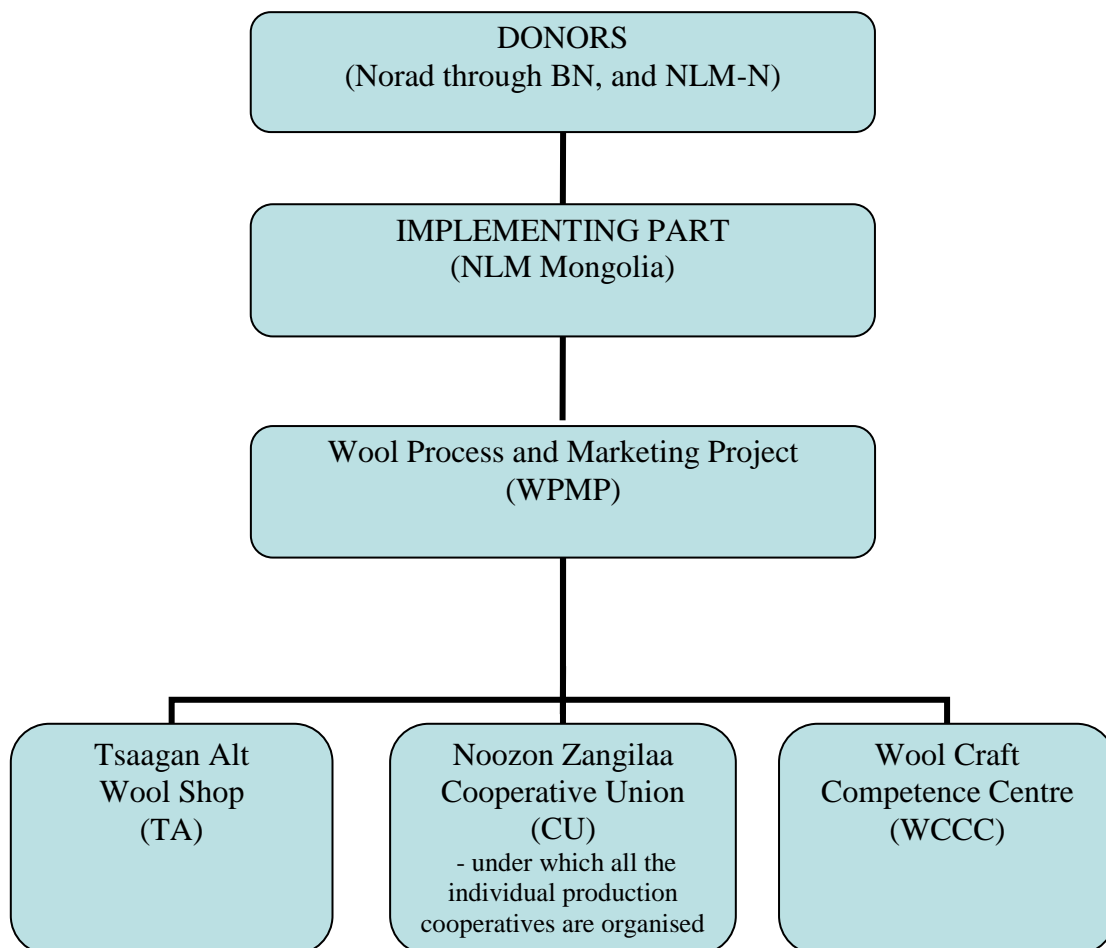 DONORS
(Norad through BN, and NLM-N)
IMPLEMENTING PART
(NLM Mongolia)
Wool Process and Marketing Project
(WPMP)
Tsaagan Alt
Wool Shop
(TA)
Noozon Zangilaa
Cooperative Union
(CU)
- under which all the
individual production
cooperatives are organised
Wool Craft
Competence Centre
(WCCC)